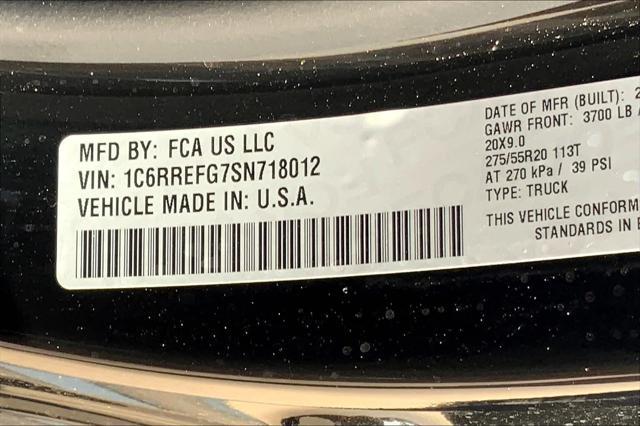 MFD BY: FCA US LLC
VIN: 1C6RREFG7SN718012
VEHICLE MADE IN: U.S.A.
DATE OF MFR (BUILT): 2
GAWR FRONT: 3700 LB
20X9.0
275/55R20 113T
AT 270 kPa / 39 PSI
TYPE: TRUCK
THIS VEHICLE CONFORM
STANDARDS IN